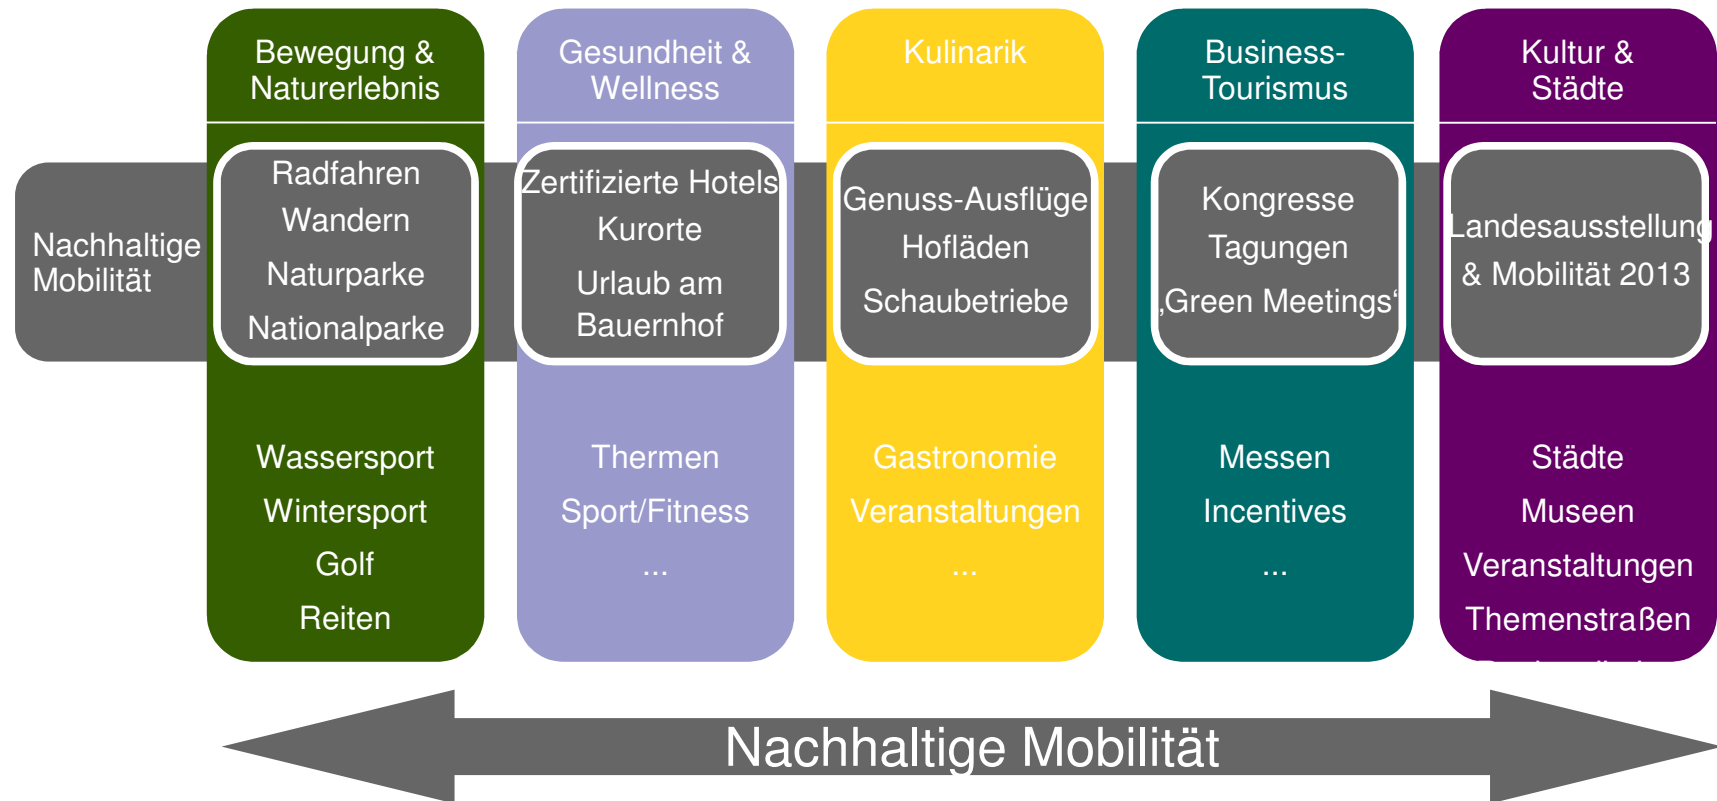 Bewegung &
Naturerlebnis
Gesundheit &
Wellness
Kulinarik
Business-
Tourismus
Kultur &
Städte
Nachhaltige
Mobilität
Radfahren
Wandern
Naturparke
Nationalparke
Zertifizierte Hotels
Kurorte
Urlaub am
Bauernhof
Genuss-Ausflüge
Hofläden
Schaubetriebe
Kongresse
Tagungen
‚Green Meetings‘
Landesausstellung
& Mobilität 2013
Wassersport
Wintersport
Golf
Reiten
Thermen
Sport/Fitness
...
Gastronomie
Veranstaltungen
...
Messen
Incentives
...
Städte
Museen
Veranstaltungen
Themenstraßen
Nachhaltige Mobilität